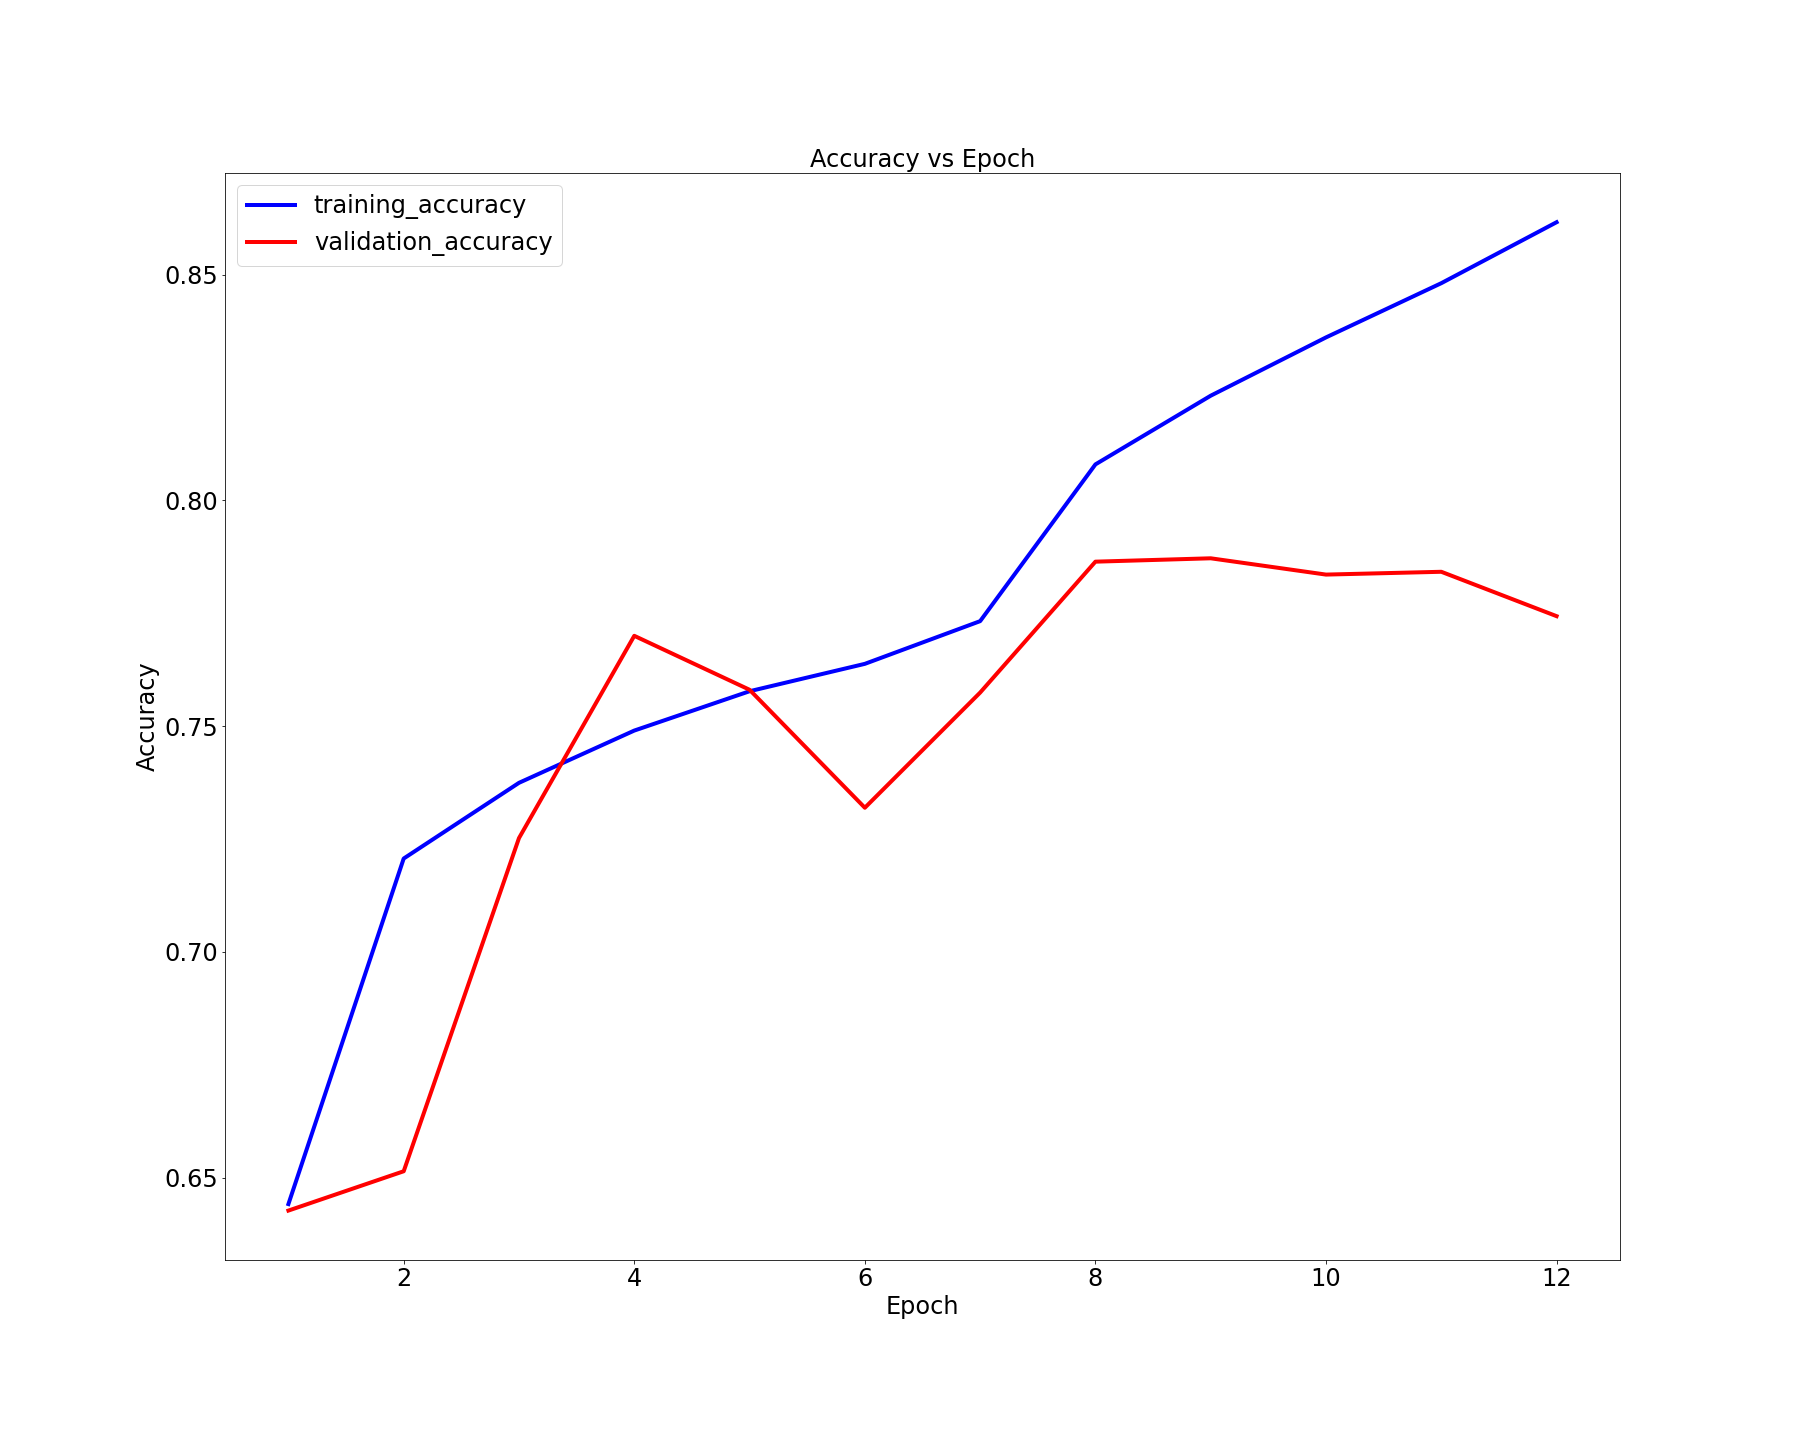 Accuracy vs Epoch
training_accuracy
validation_accuracy
0.85
0.80
0.75
0.70
0.65
Accuracy
2 4 6 8 10 12
Epoch